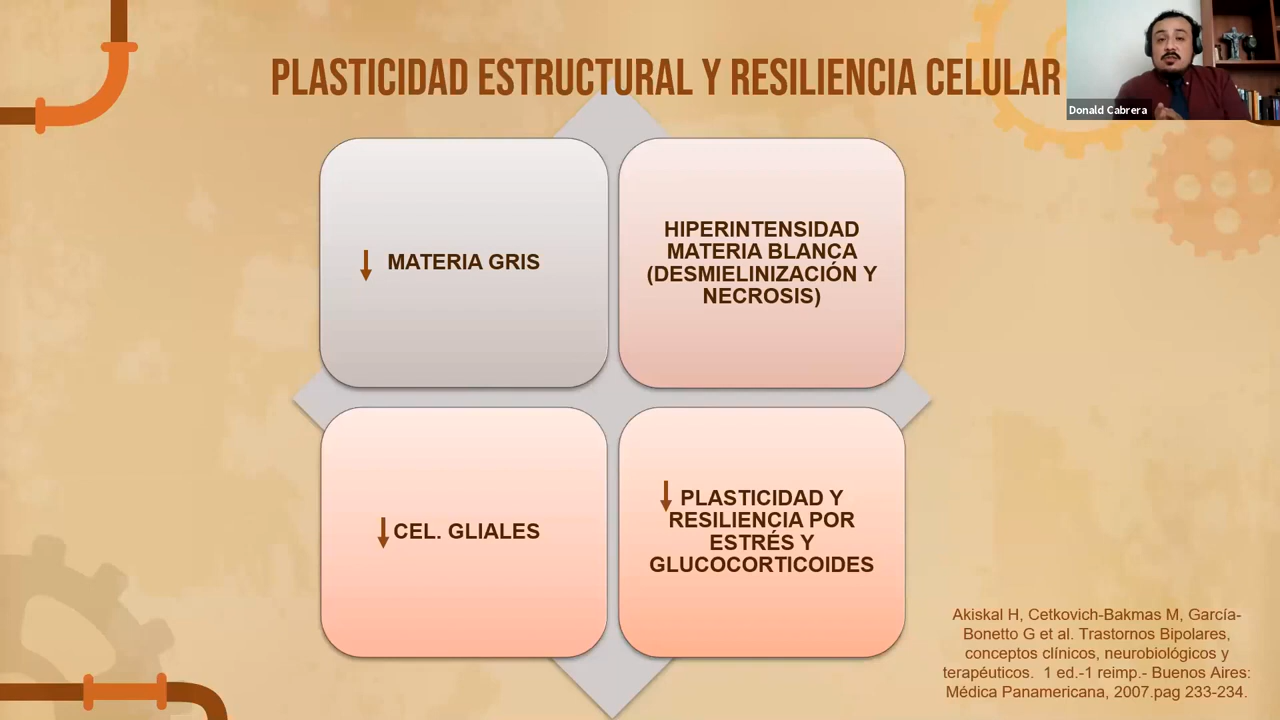 PLASTICIDAD ESTRUCTURAL Y RESILIENCIA CELULAR
Donald Cabrera
MATERIA GRIS
HIPERINTENSIDAD
MATERIA BLANCA
(DESMIELINIZACIÓN Y
NECROSIS)
CEL. GLIALES
PLASTICIDAD Y
RESILIENCIA POR
ESTRÉS Y
GLUCOCORTICOIDES
Akiskal H, Cetkovich-Bakmas M, García-
Bonetto G et al. Trastornos Bipolares,
conceptos clínicos, neurobiológicos y
terapéuticos. 1 ed.-1 reimp.- Buenos Aires:
Médica Panamericana, 2007.pag 233-234.